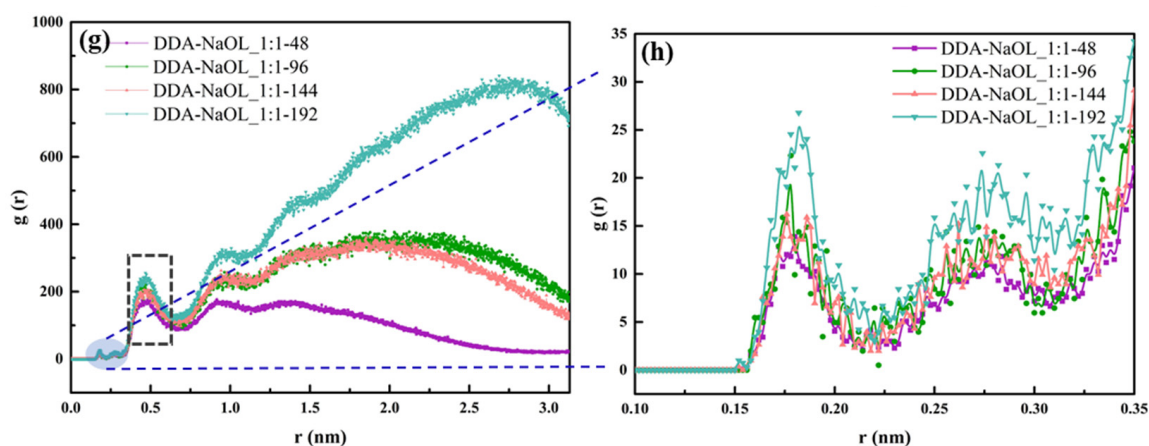 (g)
DDA-NaOL_1:1-48
DDA-NaOL_1:1-96
DDA-NaOL_1:1-144
DDA-NaOL_1:1-192
g (r)
1000
800
600
400
200
0
0.0 0.5 1.0 1.5 2.0 2.5 3.0
r (nm)
(h)
DDA-NaOL_1:1-48
DDA-NaOL_1:1-96
DDA-NaOL_1:1-144
DDA-NaOL_1:1-192
g (r)
35
30
25
20
15
10
5
0
0.10 0.15 0.20 0.25 0.30 0.35
r (nm)